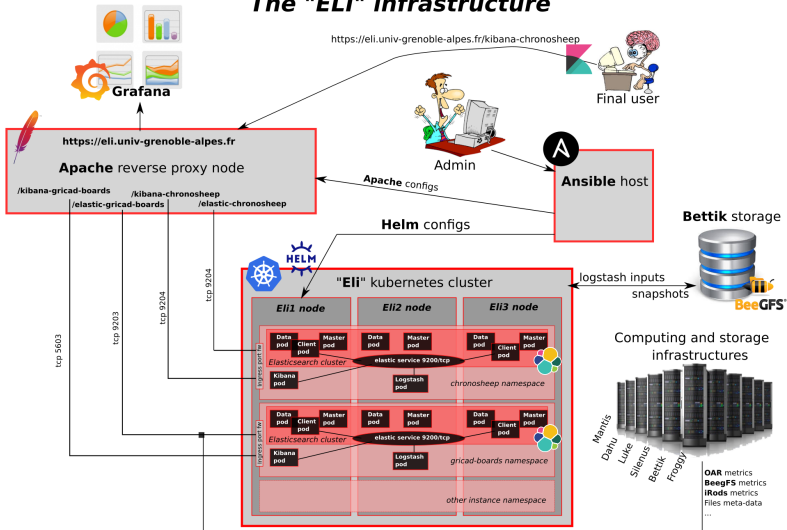 The "ELI" infrastructure
https://eli.univ-grenoble-alpes.fr/kibana-chronosheep
Grafana
Final user
Admin
https://eli.univ-grenoble-alpes.fr
Apache reverse proxy node
/kibana-gricad-boards
/kibana-chronosheep
/elastic-gricad-boards
/elastic-chronosheep
Ansible host
Apache configs
Helm configs
Bettik storage
BeeGFS®
HELM
"Eli" kubernetes cluster
logstash inputs
snapshots
tcp 5603
tcp 9203
tcp 9204
tcp 9204
Eli1 node
Eli2 node
Eli3 node
Ingress port fw
Data pod
Client pod
Master pod
Data pod
Master pod
Data pod
Client pod
Master pod
Elasticsearch cluster
elastic service 9200/tcp
Kibana pod
Logstash pod
chronosheep namespace
Ingress port fw
Data pod
Client pod
Master pod
Data pod
Master pod
Data pod
Client pod
Master pod
Elasticsearch cluster
elastic service 9200/tcp
Kibana pod
Logstash pod
gricad-boards namespace
other instance namespace
Computing and storage
infrastructures
Mantis
Dahu
Luke
Silenus
Bettik
Froggy
OAR metrics
BeegFS metrics
iRods metrics
Files meta-data
...